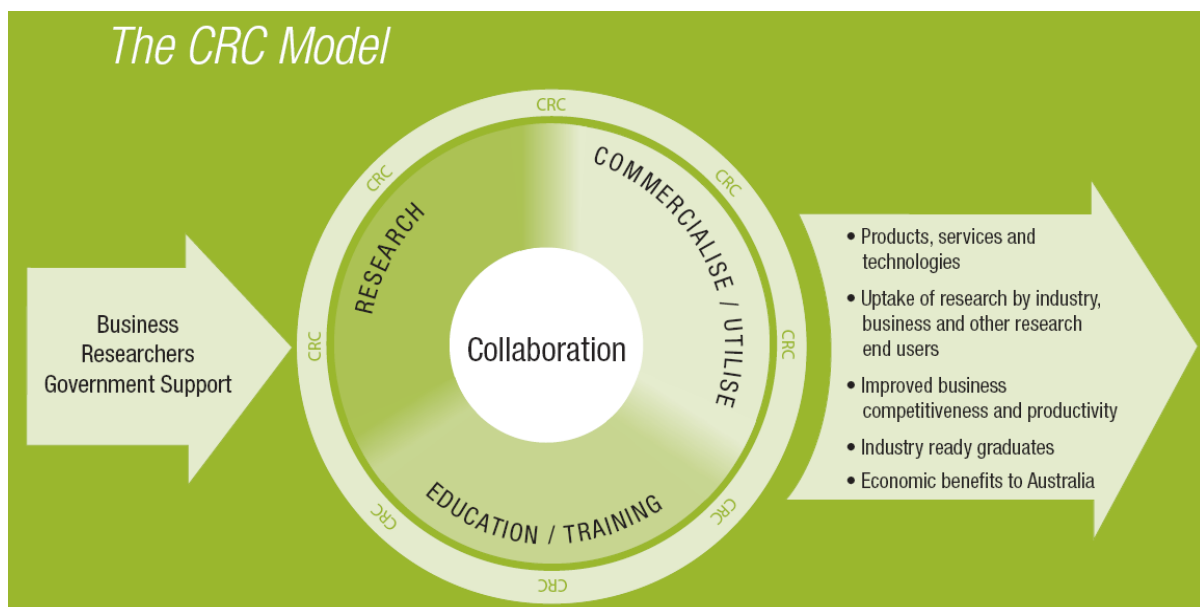 The CRC Model
Business
Researchers
Government Support
CRC
CRC
CRC
CRC
CRC
CRC
CRC
CRC
RESEARCH
COMMERCIALISE / UTILISE
EDUCATION / TRAINING
Collaboration
• Products, services and
technologies
• Uptake of research by industry,
business and other research
end users
• Improved business
competitiveness and productivity
• Industry ready graduates
• Economic benefits to Australia